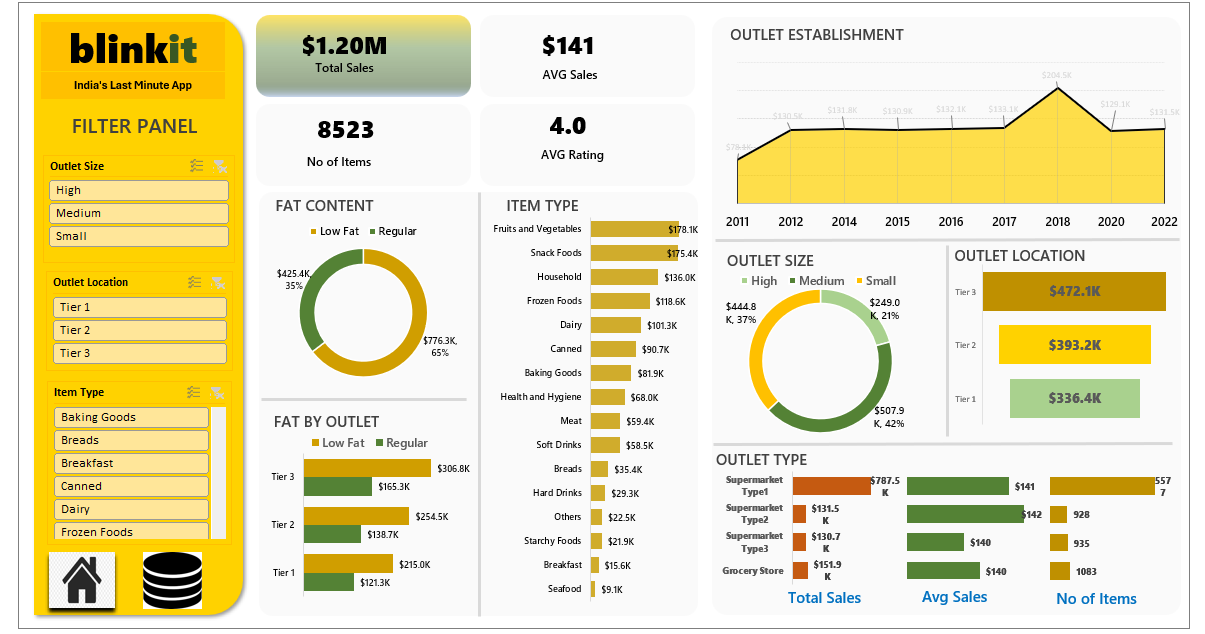 blinkit
India's Last Minute App
FILTER PANEL
Outlet Size
High
Medium
Small
Outlet Location
Tier 1
Tier 2
Tier 3
Item Type
Baking Goods
Breads
Breakfast
Canned
Dairy
Frozen Foods
$1.20M
Total Sales
$141
AVG Sales
8523
No of Items
4.0
AVG Rating
FAT CONTENT
Low Fat Regular
$425.4K,
35%
$776.3K,
65%
FAT BY OUTLET
Low Fat Regular
Tier 3 $306.8K
$165.3K
Tier 2 $254.5K
$138.7K
Tier 1 $215.0K
$121.3K
ITEM TYPE
Fruits and Vegetables $178.1K
Snack Foods $175.4K
Household $136.0K
Frozen Foods $118.6K
Dairy $101.3K
Canned $90.7K
Baking Goods $81.9K
Health and Hygiene $68.0K
Meat $59.4K
Soft Drinks $58.5K
Breads $35.4K
Hard Drinks $29.3K
Others $22.5K
Starchy Foods $21.9K
Breakfast $15.6K
Seafood $9.1K
OUTLET ESTABLISHMENT
$78.1K $130.5K $131.8K $130.9K $132.1K $133.1K $204.5K $129.1K $131.5K
2011 2012 2014 2015 2016 2017 2018 2020 2022
OUTLET SIZE
High Medium Small
$444.8
K, 37%
$249.0
K, 21%
$507.9
K, 42%
OUTLET LOCATION
Tier 3 $472.1K
Tier 2 $393.2K
Tier 1 $336.4K
OUTLET TYPE
Supermarket
Type1
$787.5
K
$141
557
7
Supermarket
Type2
$131.5
K
$142
928
Supermarket
Type3
$130.7
K
$140
935
Grocery Store
$151.9
K
$140
1083
Total Sales Avg Sales No of Items